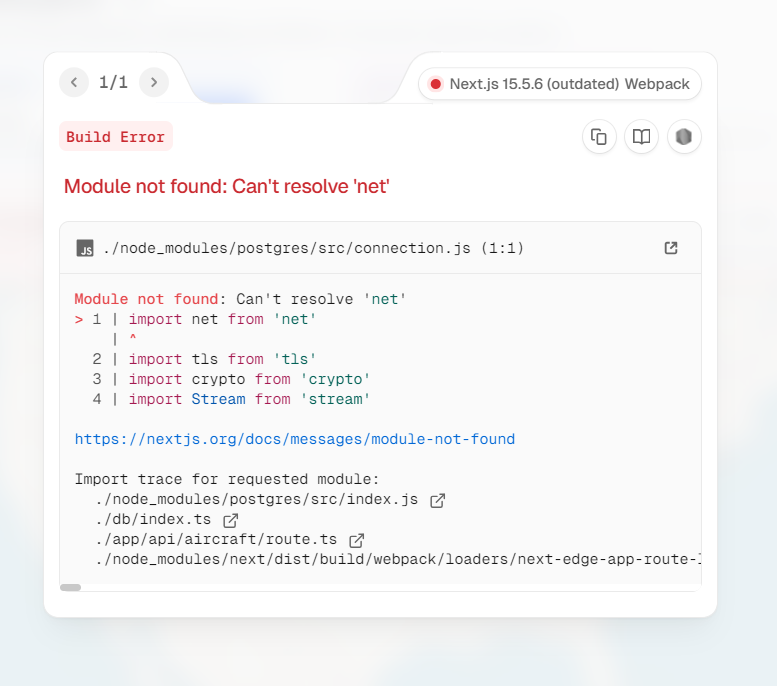 1/1
Next.js 15.5.6 (outdated) Webpack
Build Error
Module not found: Can't resolve 'net'
JS ./node_modules/postgres/src/connection.js (1:1)
Module not found: Can't resolve 'net'
> 1 | import net from 'net'
| ^
2 | import tls from 'tls'
3 | import crypto from 'crypto'
4 | import Stream from 'stream'
https://nextjs.org/docs/messages/module-not-found
Import trace for requested module:
./node_modules/postgres/src/index.js
./db/index.ts
./app/api/aircraft/route.ts
./node_modules/next/dist/build/webpack/loaders/next-edge-app-route-